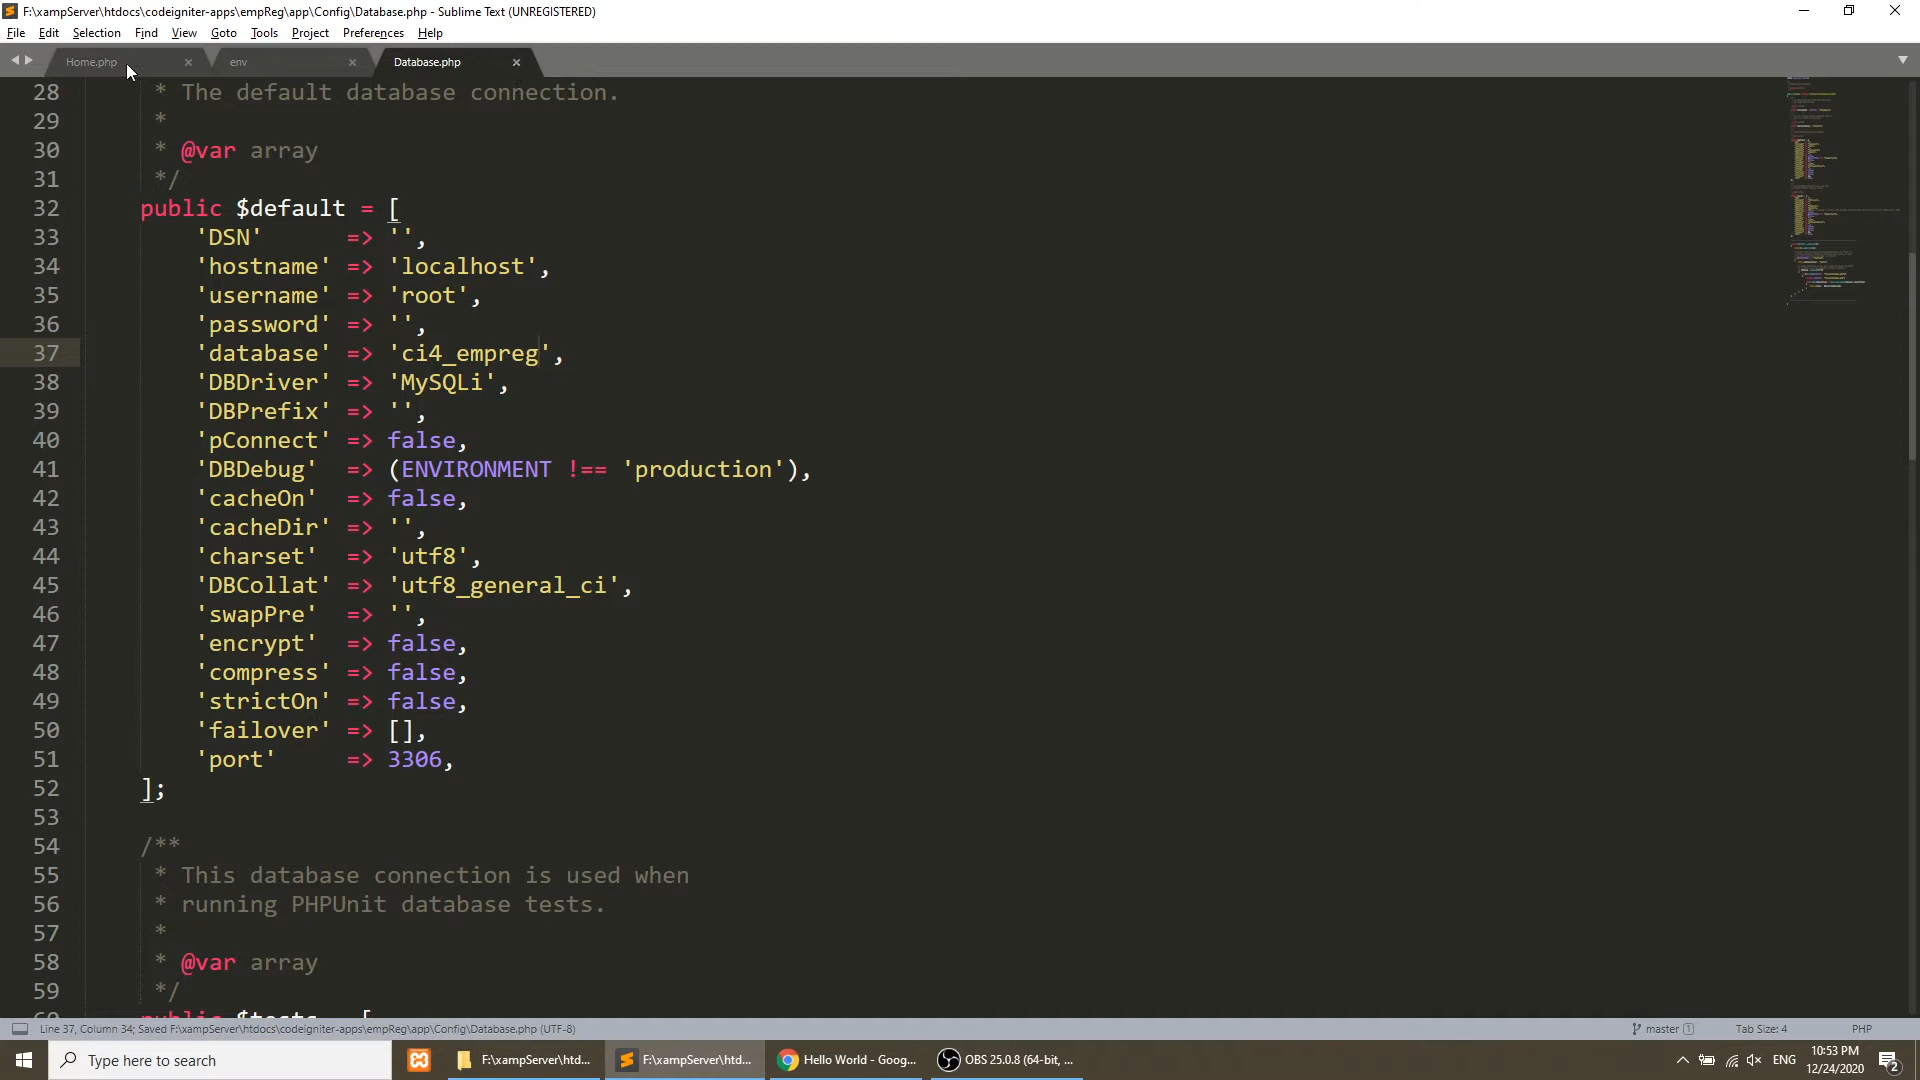 F:\xampServer\htdocs\codeigniter-apps\empReg\app\Config\Database.php - Sublime Text (UNREGISTERED)
File Edit Selection Find View Goto Tools Project Preferences Help
Home.php env Database.php
28 * The default database connection.
29 *
30 * @var array
31 */
32 public $default = [
33 'DSN' => '',
34 'hostname' => 'localhost',
35 'username' => 'root',
36 'password' => '',
37 'database' => 'ci4_empreg',
38 'DBDriver' => 'MySQLi',
39 'DBPrefix' => '',
40 'pConnect' => false,
41 'DBDebug' => (ENVIRONMENT !== 'production'),
42 'cacheOn' => false,
43 'cacheDir' => '',
44 'charset' => 'utf8',
45 'DBCollat' => 'utf8_general_ci',
46 'swapPre' => '',
47 'encrypt' => false,
48 'compress' => false,
49 'strictOn' => false,
50 'failover' => [],
51 'port' => 3306,
52 ];
53
54 /**
55 * This database connection is used when
56 * running PHPUnit database tests.
57 *
58 * @var array
59 */
60 public $tests = [
Line 37, Column 34; Saved F:\xampServer\htdocs\codeigniter-apps\empReg\app\Config\Database.php (UTF-8) master 1 Tab Size: 4 PHP
Type here to search F:\xampServer\htd... F:\xampServer\htd... Hello World - Goog... OBS 25.0.8 (64-bit, ... ENG 10:53 PM
12/24/2020 2